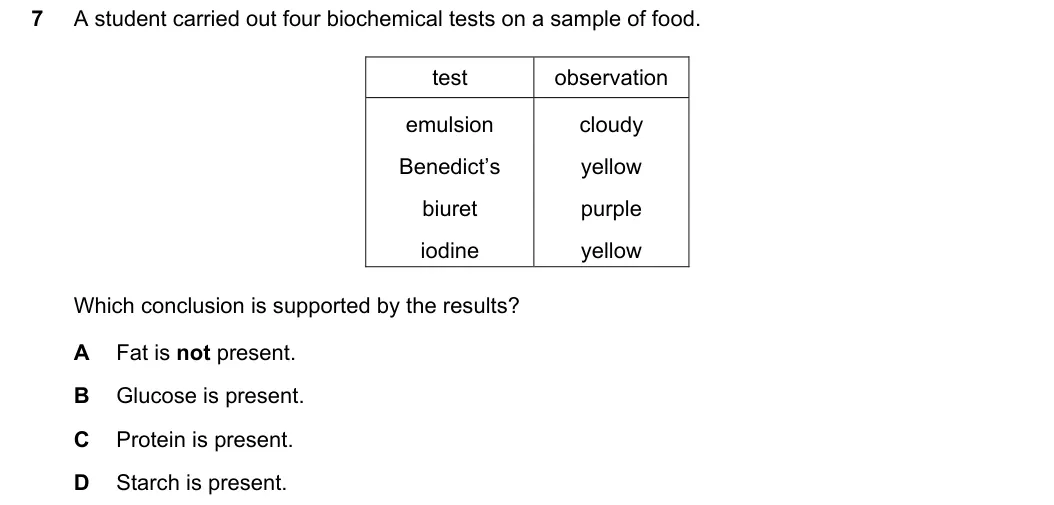 7 A student carried out four biochemical tests on a sample of food.
test observation
emulsion cloudy
Benedict’s yellow
biuret purple
iodine yellow
Which conclusion is supported by the results?
A Fat is not present.
B Glucose is present.
C Protein is present.
D Starch is present.